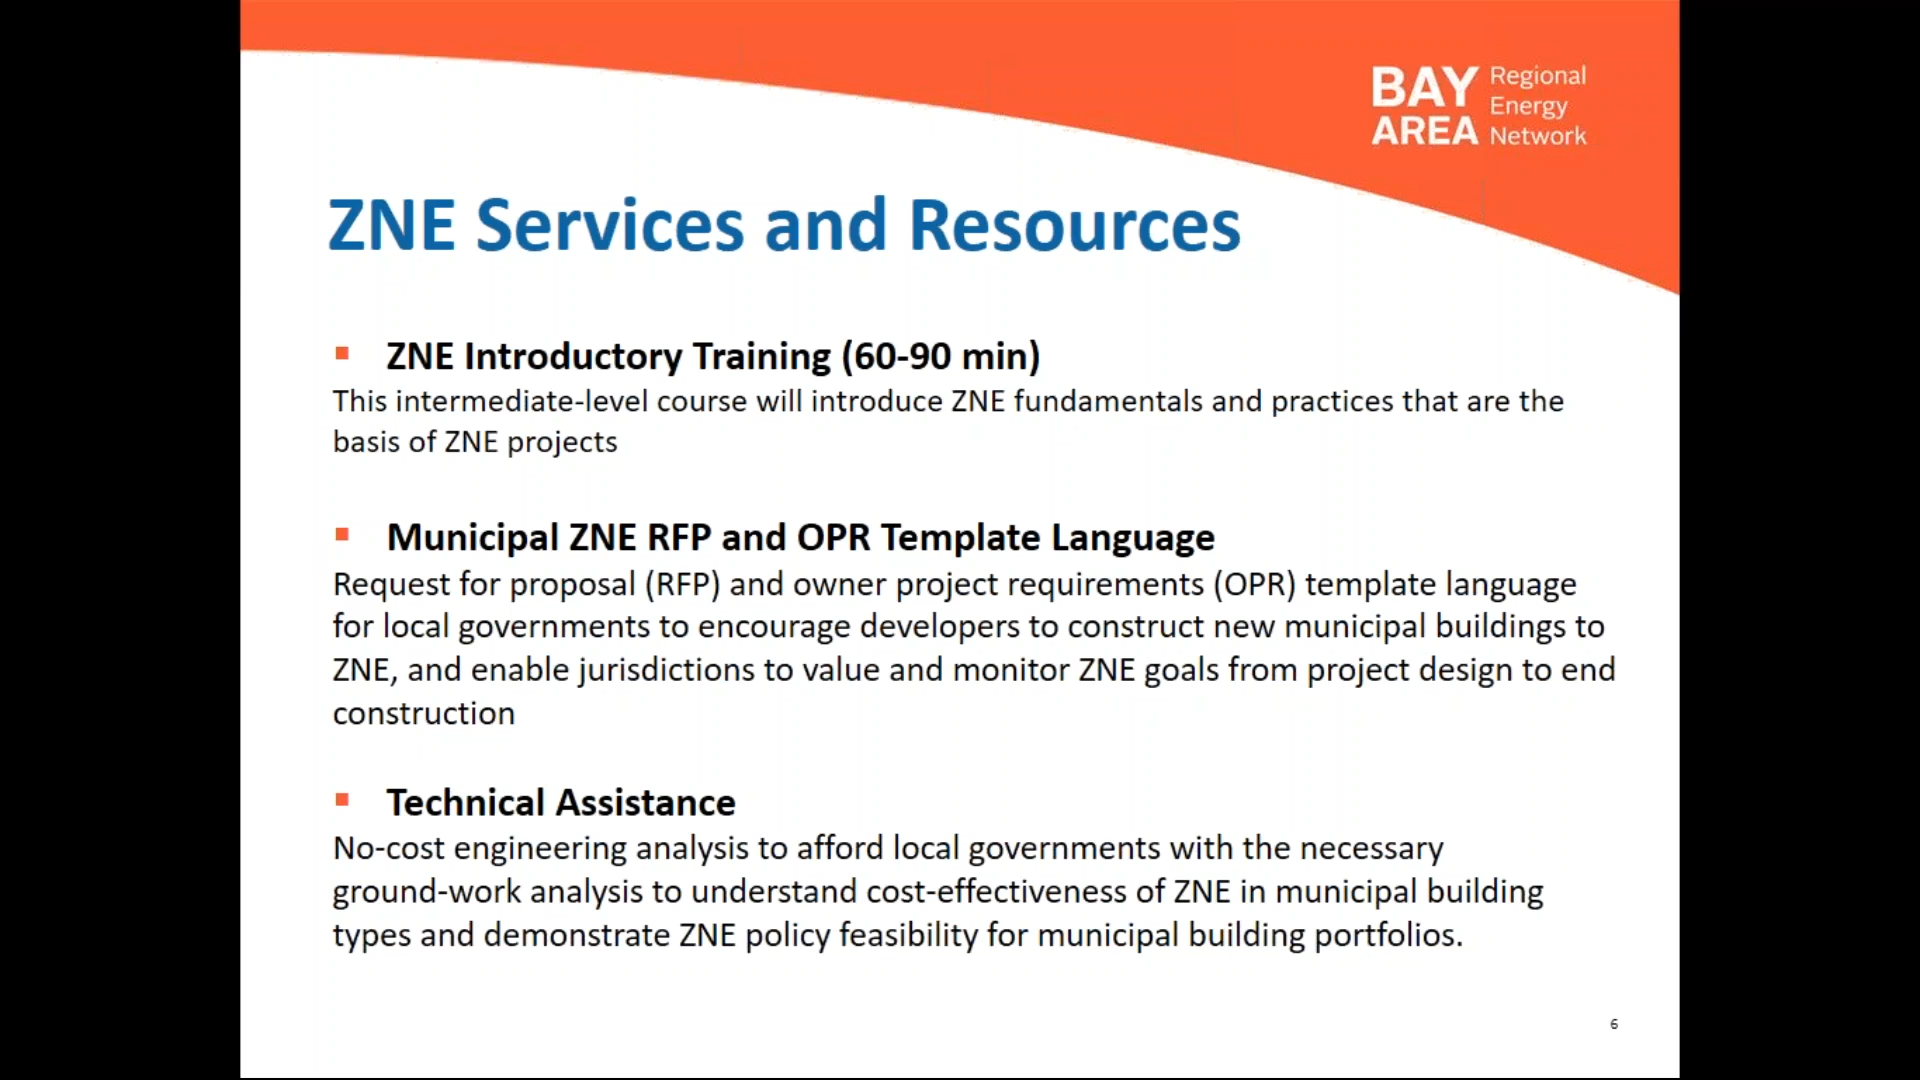 BAY AREA Regional Energy Network
ZNE Services and Resources
▪ ZNE Introductory Training (60-90 min)
This intermediate-level course will introduce ZNE fundamentals and practices that are the
basis of ZNE projects
▪ Municipal ZNE RFP and OPR Template Language
Request for proposal (RFP) and owner project requirements (OPR) template language
for local governments to encourage developers to construct new municipal buildings to
ZNE, and enable jurisdictions to value and monitor ZNE goals from project design to end
construction
▪ Technical Assistance
No-cost engineering analysis to afford local governments with the necessary
ground-work analysis to understand cost-effectiveness of ZNE in municipal building
types and demonstrate ZNE policy feasibility for municipal building portfolios.
6